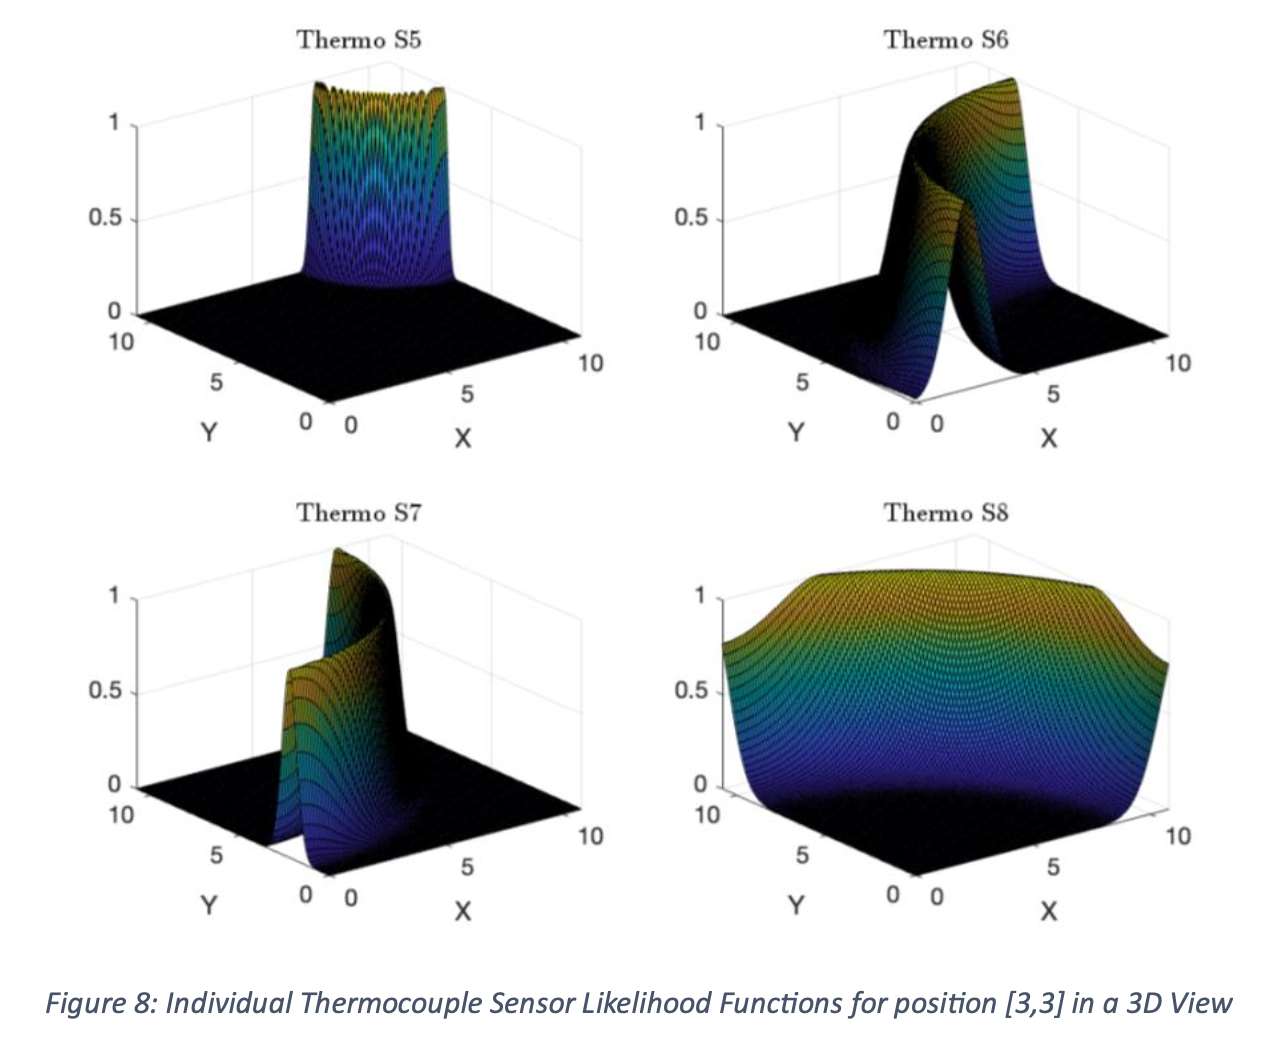 Thermo S5
1
0.5
0
10
5
0
Y
0
5
10
X
Thermo S6
1
0.5
0
10
5
0
Y
0
5
10
X
Thermo S7
1
0.5
0
10
5
0
Y
0
5
10
X
Thermo S8
1
0.5
0
10
5
0
Y
0
5
10
X
Figure 8: Individual Thermocouple Sensor Likelihood Functions for position [3,3] in a 3D View